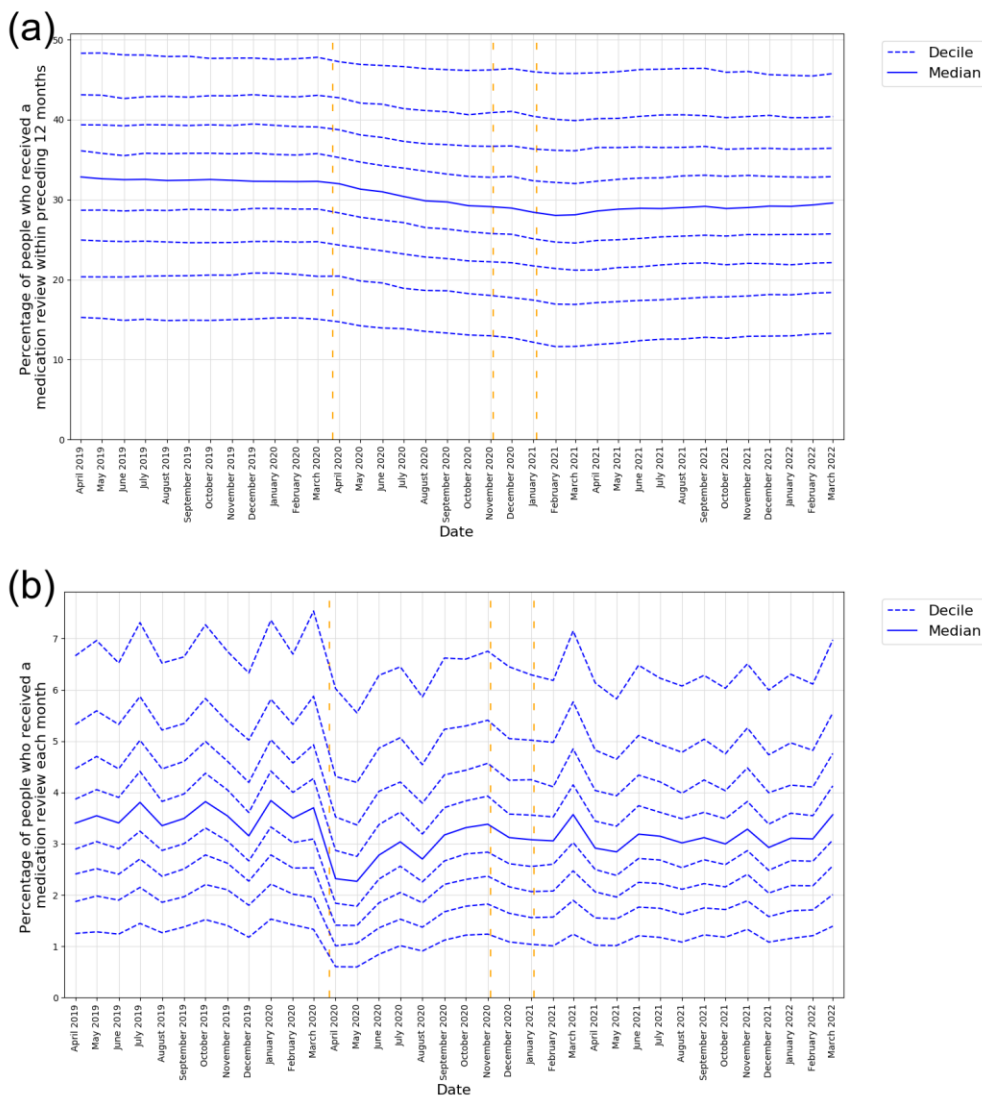 (a)
Percentage of people who received a
medication review within preceding 12 months
50
40
30
20
10
0
April 2019
May 2019
June 2019
July 2019
August 2019
September 2019
October 2019
November 2019
December 2019
January 2020
February 2020
March 2020
April 2020
May 2020
June 2020
July 2020
August 2020
September 2020
October 2020
November 2020
December 2020
January 2021
February 2021
March 2021
April 2021
May 2021
June 2021
July 2021
August 2021
September 2021
October 2021
November 2021
December 2021
January 2022
February 2022
March 2022
Date
Decile
Median
(b)
Percentage of people who received a
medication review each month
7
6
5
4
3
2
1
0
April 2019
May 2019
June 2019
July 2019
August 2019
September 2019
October 2019
November 2019
December 2019
January 2020
February 2020
March 2020
April 2020
May 2020
June 2020
July 2020
August 2020
September 2020
October 2020
November 2020
December 2020
January 2021
February 2021
March 2021
April 2021
May 2021
June 2021
July 2021
August 2021
September 2021
October 2021
November 2021
December 2021
January 2022
February 2022
March 2022
Date
Decile
Median